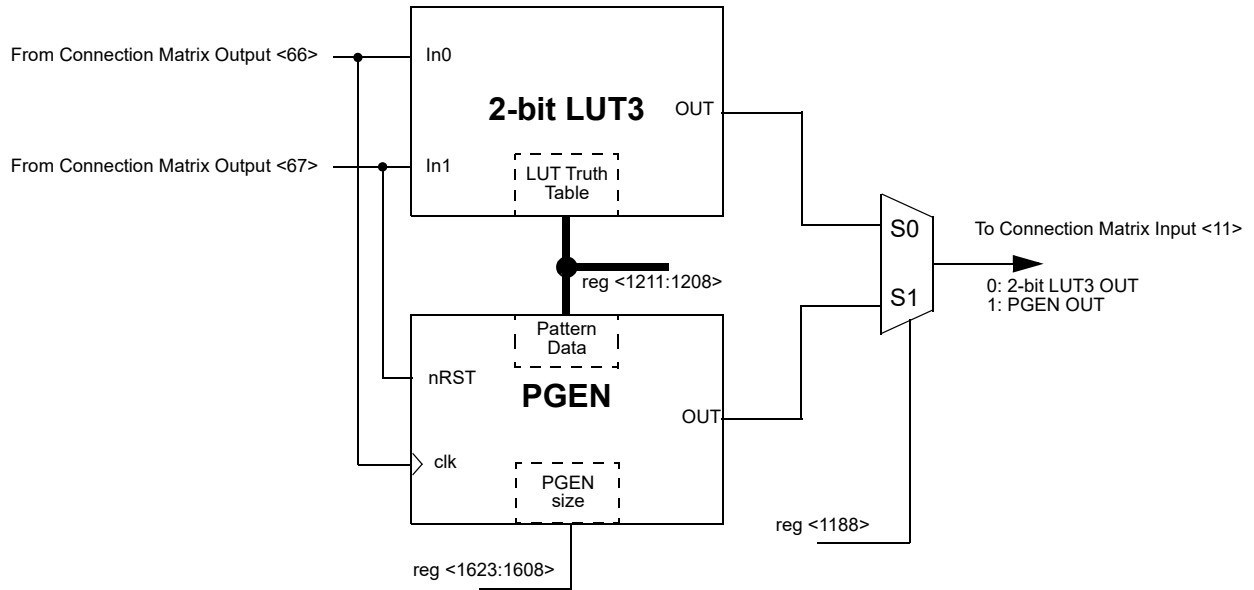 From Connection Matrix Output <66>
In0
2-bit LUT3
OUT
From Connection Matrix Output <67>
In1
LUT Truth
Table
S0
To Connection Matrix Input <11>
reg <1211:1208>
0: 2-bit LUT3 OUT
1: PGEN OUT
S1
Pattern
Data
nRST
PGEN
OUT
clk
PGEN
size
reg <1188>
reg <1623:1608>